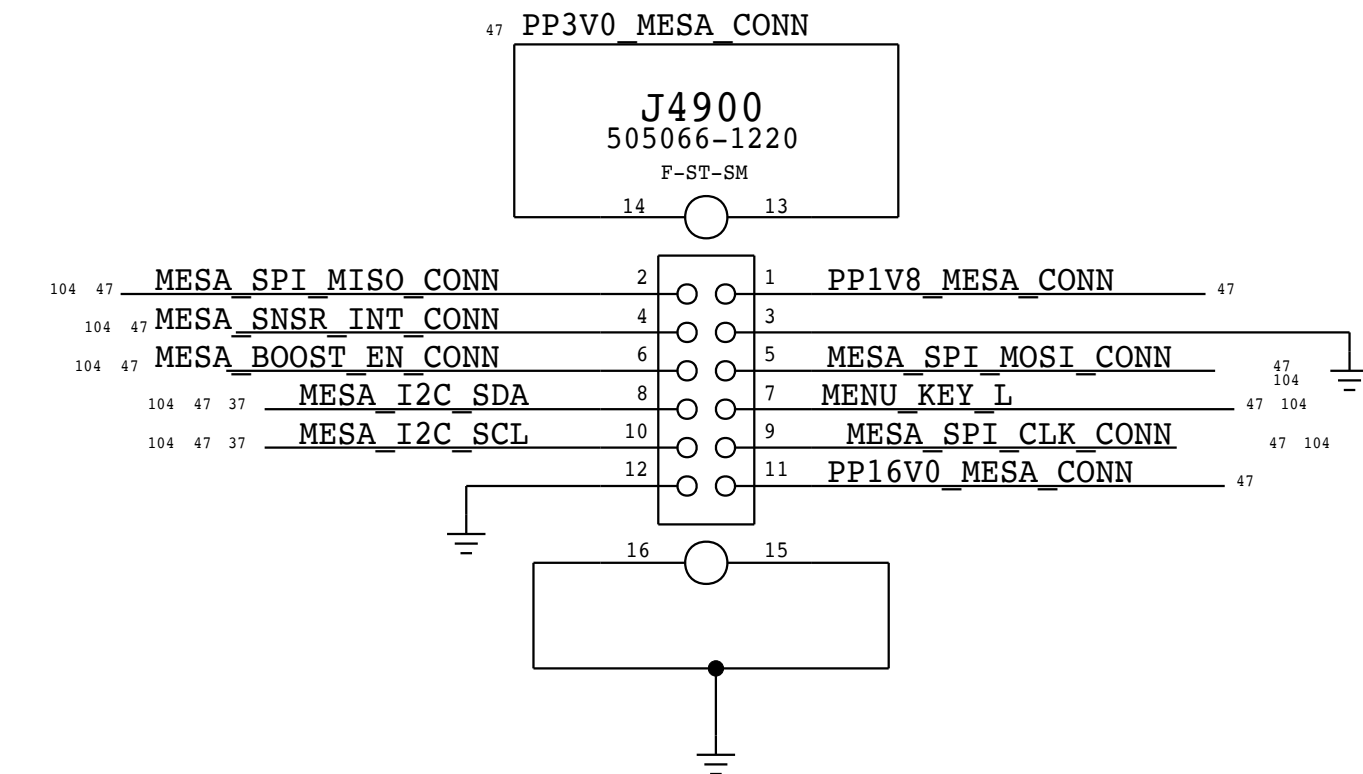 47 PP3V0_MESA_CONN
J4900
505066-1220
F-ST-SM
14 13
104 47 MESA_SPI_MISO_CONN 2 1 PP1V8_MESA_CONN 47
104 47 MESA_SNSR_INT_CONN 4 3
104 47 MESA_BOOST_EN_CONN 6 5 MESA_SPI_MOSI_CONN 47
104
104 47 37 MESA_I2C_SDA 8 7 MENU_KEY_L 47 104
104 47 37 MESA_I2C_SCL 10 9 MESA_SPI_CLK_CONN 47 104
12 11 PP16V0_MESA_CONN 47
16 15